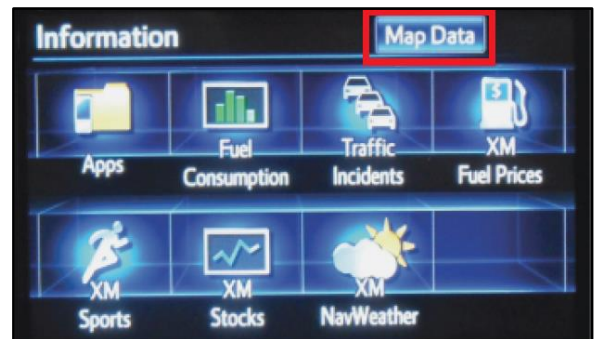 Information
Map Data
Apps
Fuel
Consumption
Traffic
Incidents
$
XM
Fuel Prices
XM
Sports
XM
Stocks
XM
NavWeather